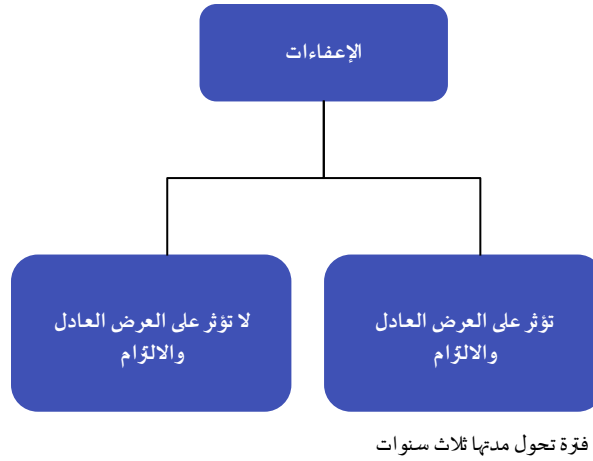 الإعفاءات
تؤثر على العرض العادل
والالتزام
لا تؤثر على العرض العادل
والالتزام
فترة تحول مدتها ثلاث سنوات